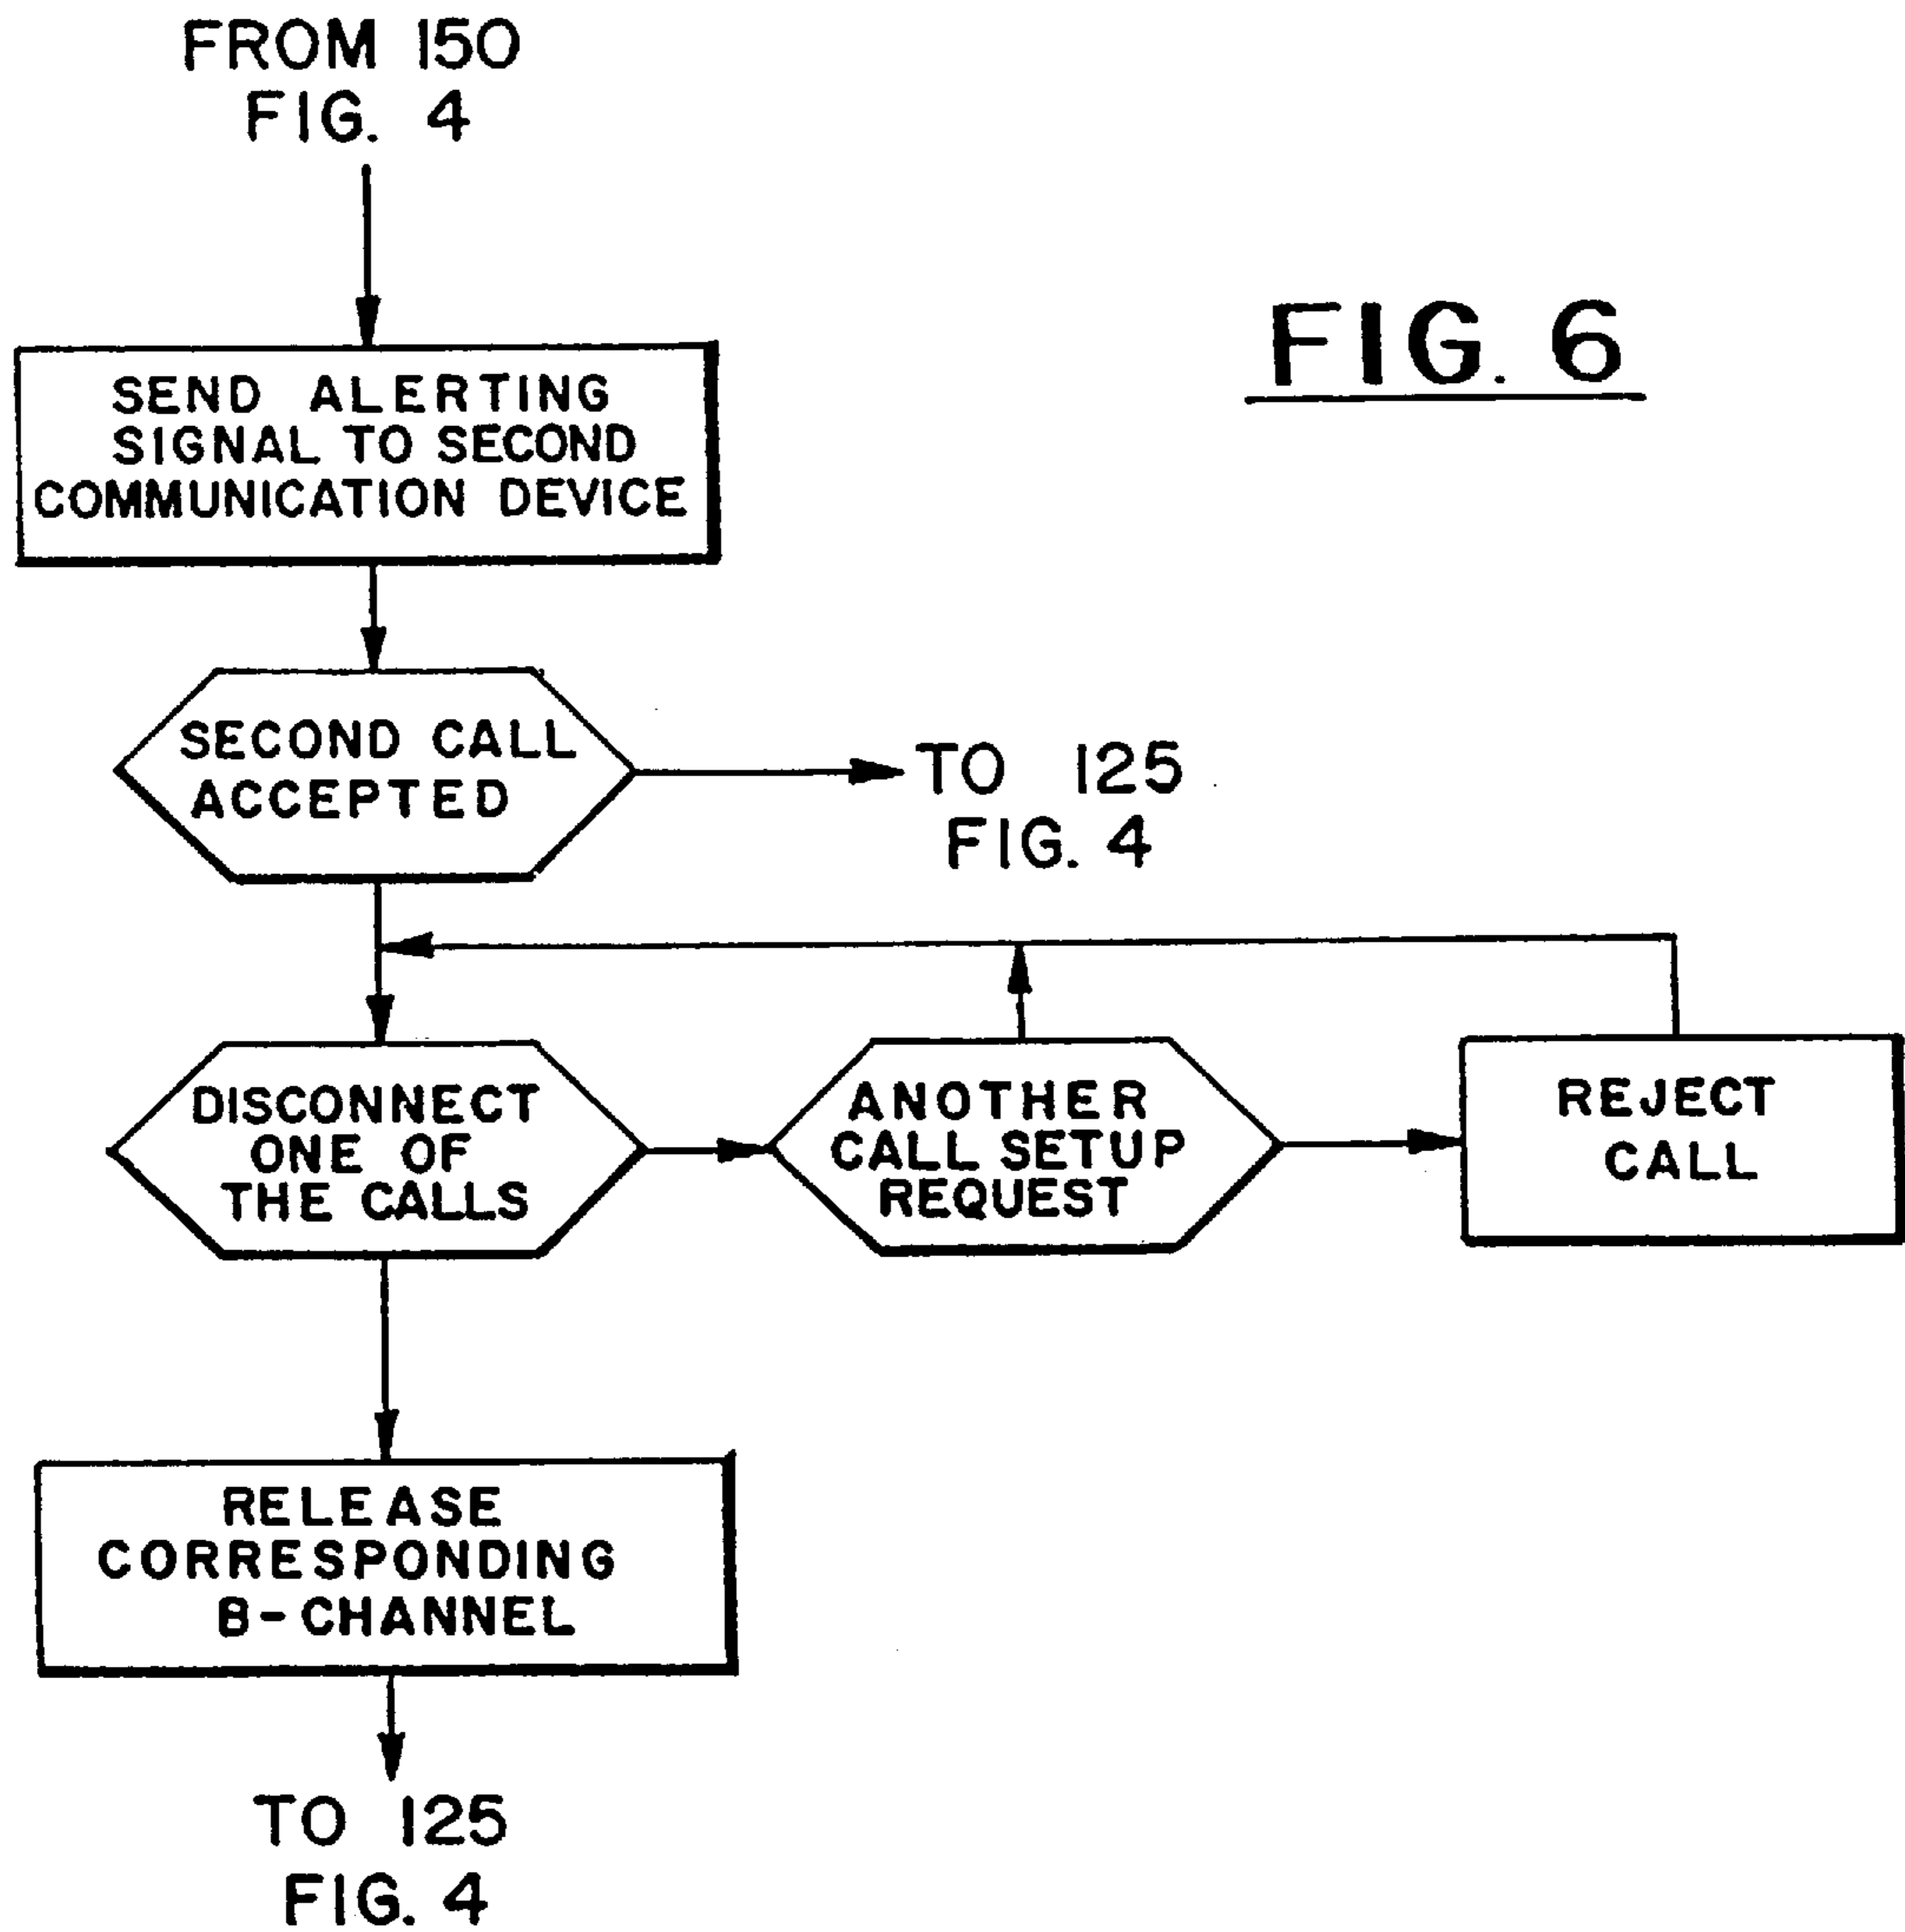 FROM 150
FIG. 4
FIG. 6
SEND ALERTING
SIGNAL TO SECOND
COMMUNICATION DEVICE
SECOND CALL
ACCEPTED
TO 125
FIG. 4
DISCONNECT
ONE OF
THE CALLS
ANOTHER
CALL SETUP
REQUEST
REJECT
CALL
RELEASE
CORRESPONDING
B-CHANNEL
TO 125
FIG. 4